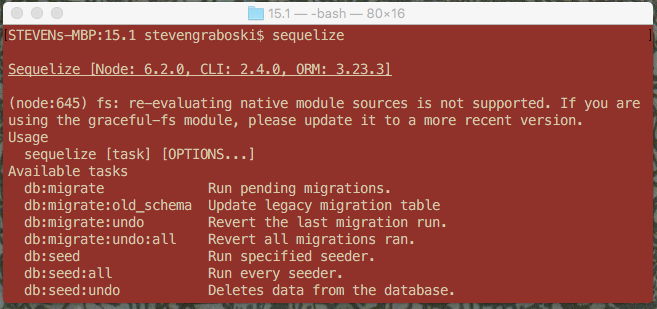 15.1 — -bash — 80×16
[STEVENs-MBP:15.1 stevengraboski$ sequelize ]
Sequelize [Node: 6.2.0, CLI: 2.4.0, ORM: 3.23.3]
(node:645) fs: re-evaluating native module sources is not supported. If you are
using the graceful-fs module, please update it to a more recent version.
Usage
sequelize [task] [OPTIONS...]
Available tasks
db:migrate Run pending migrations.
db:migrate:old_schema Update legacy migration table
db:migrate:undo Revert the last migration run.
db:migrate:undo:all Revert all migrations ran.
db:seed Run specified seeder.
db:seed:all Run every seeder.
db:seed:undo Deletes data from the database.